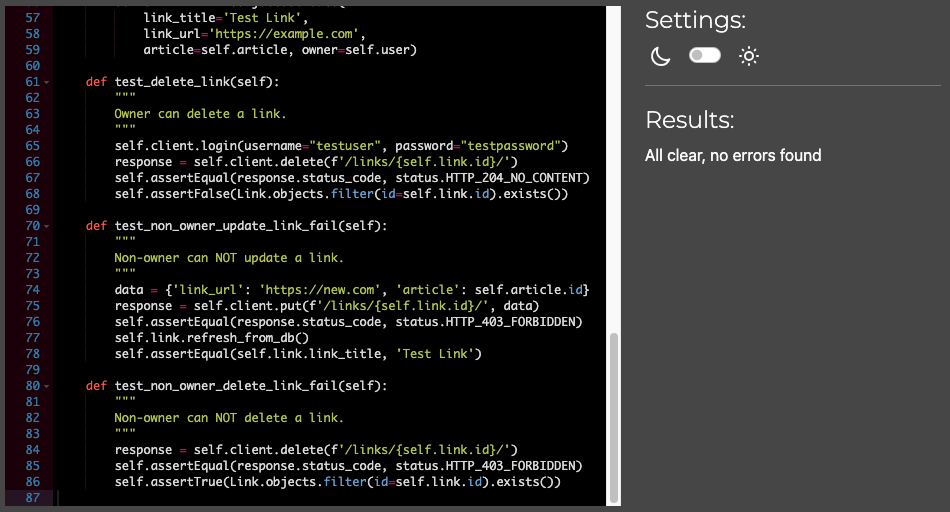 57 link_title='Test Link',
58 link_url='https://example.com',
59 article=self.article, owner=self.user)
60
61 def test_delete_link(self):
62 """
63 Owner can delete a link.
64 """
65 self.client.login(username="testuser", password="testpassword")
66 response = self.client.delete(f'/links/{self.link.id}/')
67 self.assertEqual(response.status_code, status.HTTP_204_NO_CONTENT)
68 self.assertFalse(Link.objects.filter(id=self.link.id).exists())
69
70 def test_non_owner_update_link_fail(self):
71 """
72 Non-owner can NOT update a link.
73 """
74 data = {'link_url': 'https://new.com', 'article': self.article.id}
75 response = self.client.put(f'/links/{self.link.id}/', data)
76 self.assertEqual(response.status_code, status.HTTP_403_FORBIDDEN)
77 self.link.refresh_from_db()
78 self.assertEqual(self.link.link_title, 'Test Link')
79
80 def test_non_owner_delete_link_fail(self):
81 """
82 Non-owner can NOT delete a link.
83 """
84 response = self.client.delete(f'/links/{self.link.id}/')
85 self.assertEqual(response.status_code, status.HTTP_403_FORBIDDEN)
86 self.assertTrue(Link.objects.filter(id=self.link.id).exists())
87
Settings:
Results:
All clear, no errors found